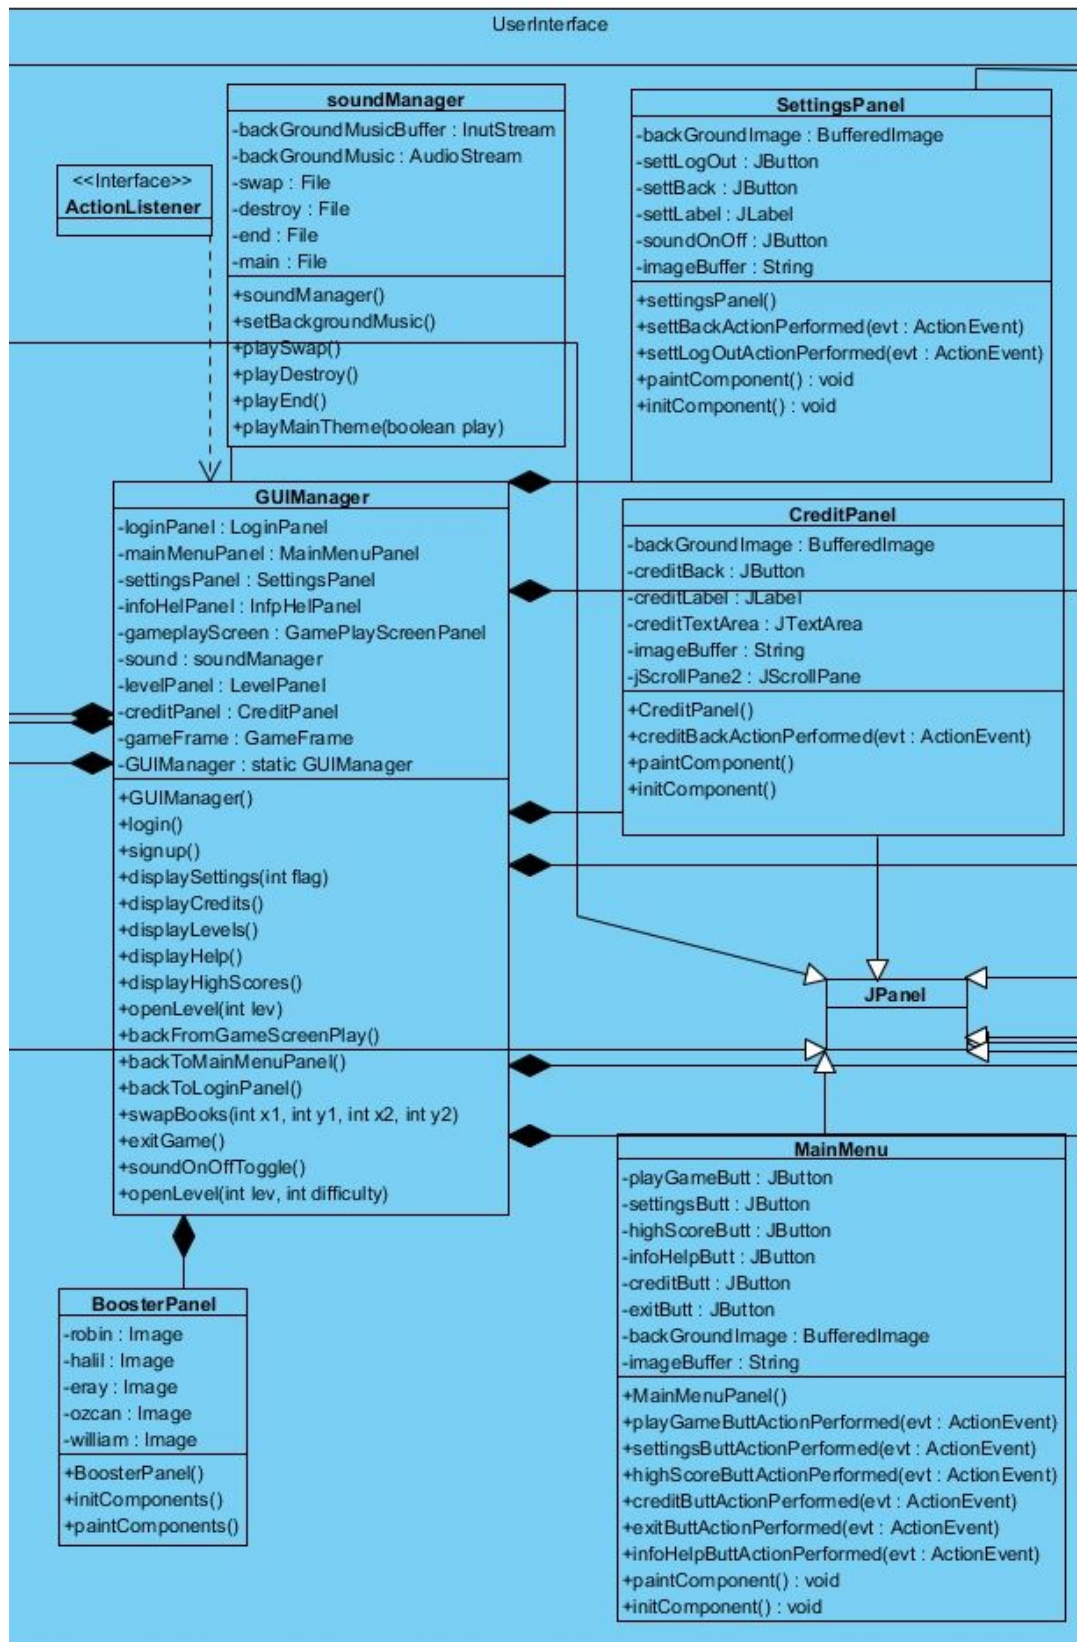 UserInterface
soundManager
-backGroundMusicBuffer : InutStream
-backGroundMusic : AudioStream
-swap : File
-destroy : File
-end : File
-main : File
+soundManager()
+setBackgroundMusic()
+playSwap()
+playDestroy()
+playEnd()
+playMainTheme(boolean play)
SettingsPanel
-backGroundImage : BufferedImage
-settLogOut : JButton
-settBack : JButton
-settLabel : JLabel
-soundOnOff : JButton
-imageBuffer : String
+settingsPanel()
+settBackActionPerformed(evt : ActionEvent)
+settLogOutActionPerformed(evt : ActionEvent)
+paintComponent() : void
+initComponent() : void
<<Interface>>
ActionListener
GUIManager
-loginPanel : LoginPanel
-mainMenuPanel : MainMenuPanel
-settingsPanel : SettingsPanel
-infoHelPanel : InfpHelPanel
-gameplayScreen : GamePlayScreenPanel
-sound : soundManager
-levelPanel : LevelPanel
-creditPanel : CreditPanel
-gameFrame : GameFrame
-GUIManager : static GUIManager
+GUIManager()
+login()
+signup()
+displaySettings(int flag)
+displayCredits()
+displayLevels()
+displayHelp()
+displayHighScores()
+openLevel(int lev)
+backFromGameScreenPlay()
+backToMainMenuPanel()
+backToLoginPanel()
+swapBooks(int x1, int y1, int x2, int y2)
+exitGame()
+soundOnOffToggle()
+openLevel(int lev, int difficulty)
CreditPanel
-backGroundImage : BufferedImage
-creditBack : JButton
-creditLabel : JLabel
-creditTextArea : JTextArea
-imageBuffer : String
-jScrollPane2 : JScrollPane
+CreditPanel()
+creditBackActionPerformed(evt : ActionEvent)
+paintComponent()
+initComponent()
JPanel
MainMenu
-playGameButt : JButton
-settingsButt : JButton
-highScoreButt : JButton
-infoHelpButt : JButton
-creditButt : JButton
-exitButt : JButton
-backGroundImage : BufferedImage
-imageBuffer : String
+MainMenuPanel()
+playGameButtActionPerformed(evt : ActionEvent)
+settingsButtActionPerformed(evt : ActionEvent)
+highScoreButtActionPerformed(evt : ActionEvent)
+creditButtActionPerformed(evt : ActionEvent)
+exitButtActionPerformed(evt : ActionEvent)
+infoHelpButtActionPerformed(evt : ActionEvent)
+paintComponent() : void
+initComponent() : void
BoosterPanel
-robin : Image
-halil : Image
-eray : Image
-ozcan : Image
-william : Image
+BoosterPanel()
+initComponents()
+paintComponents()